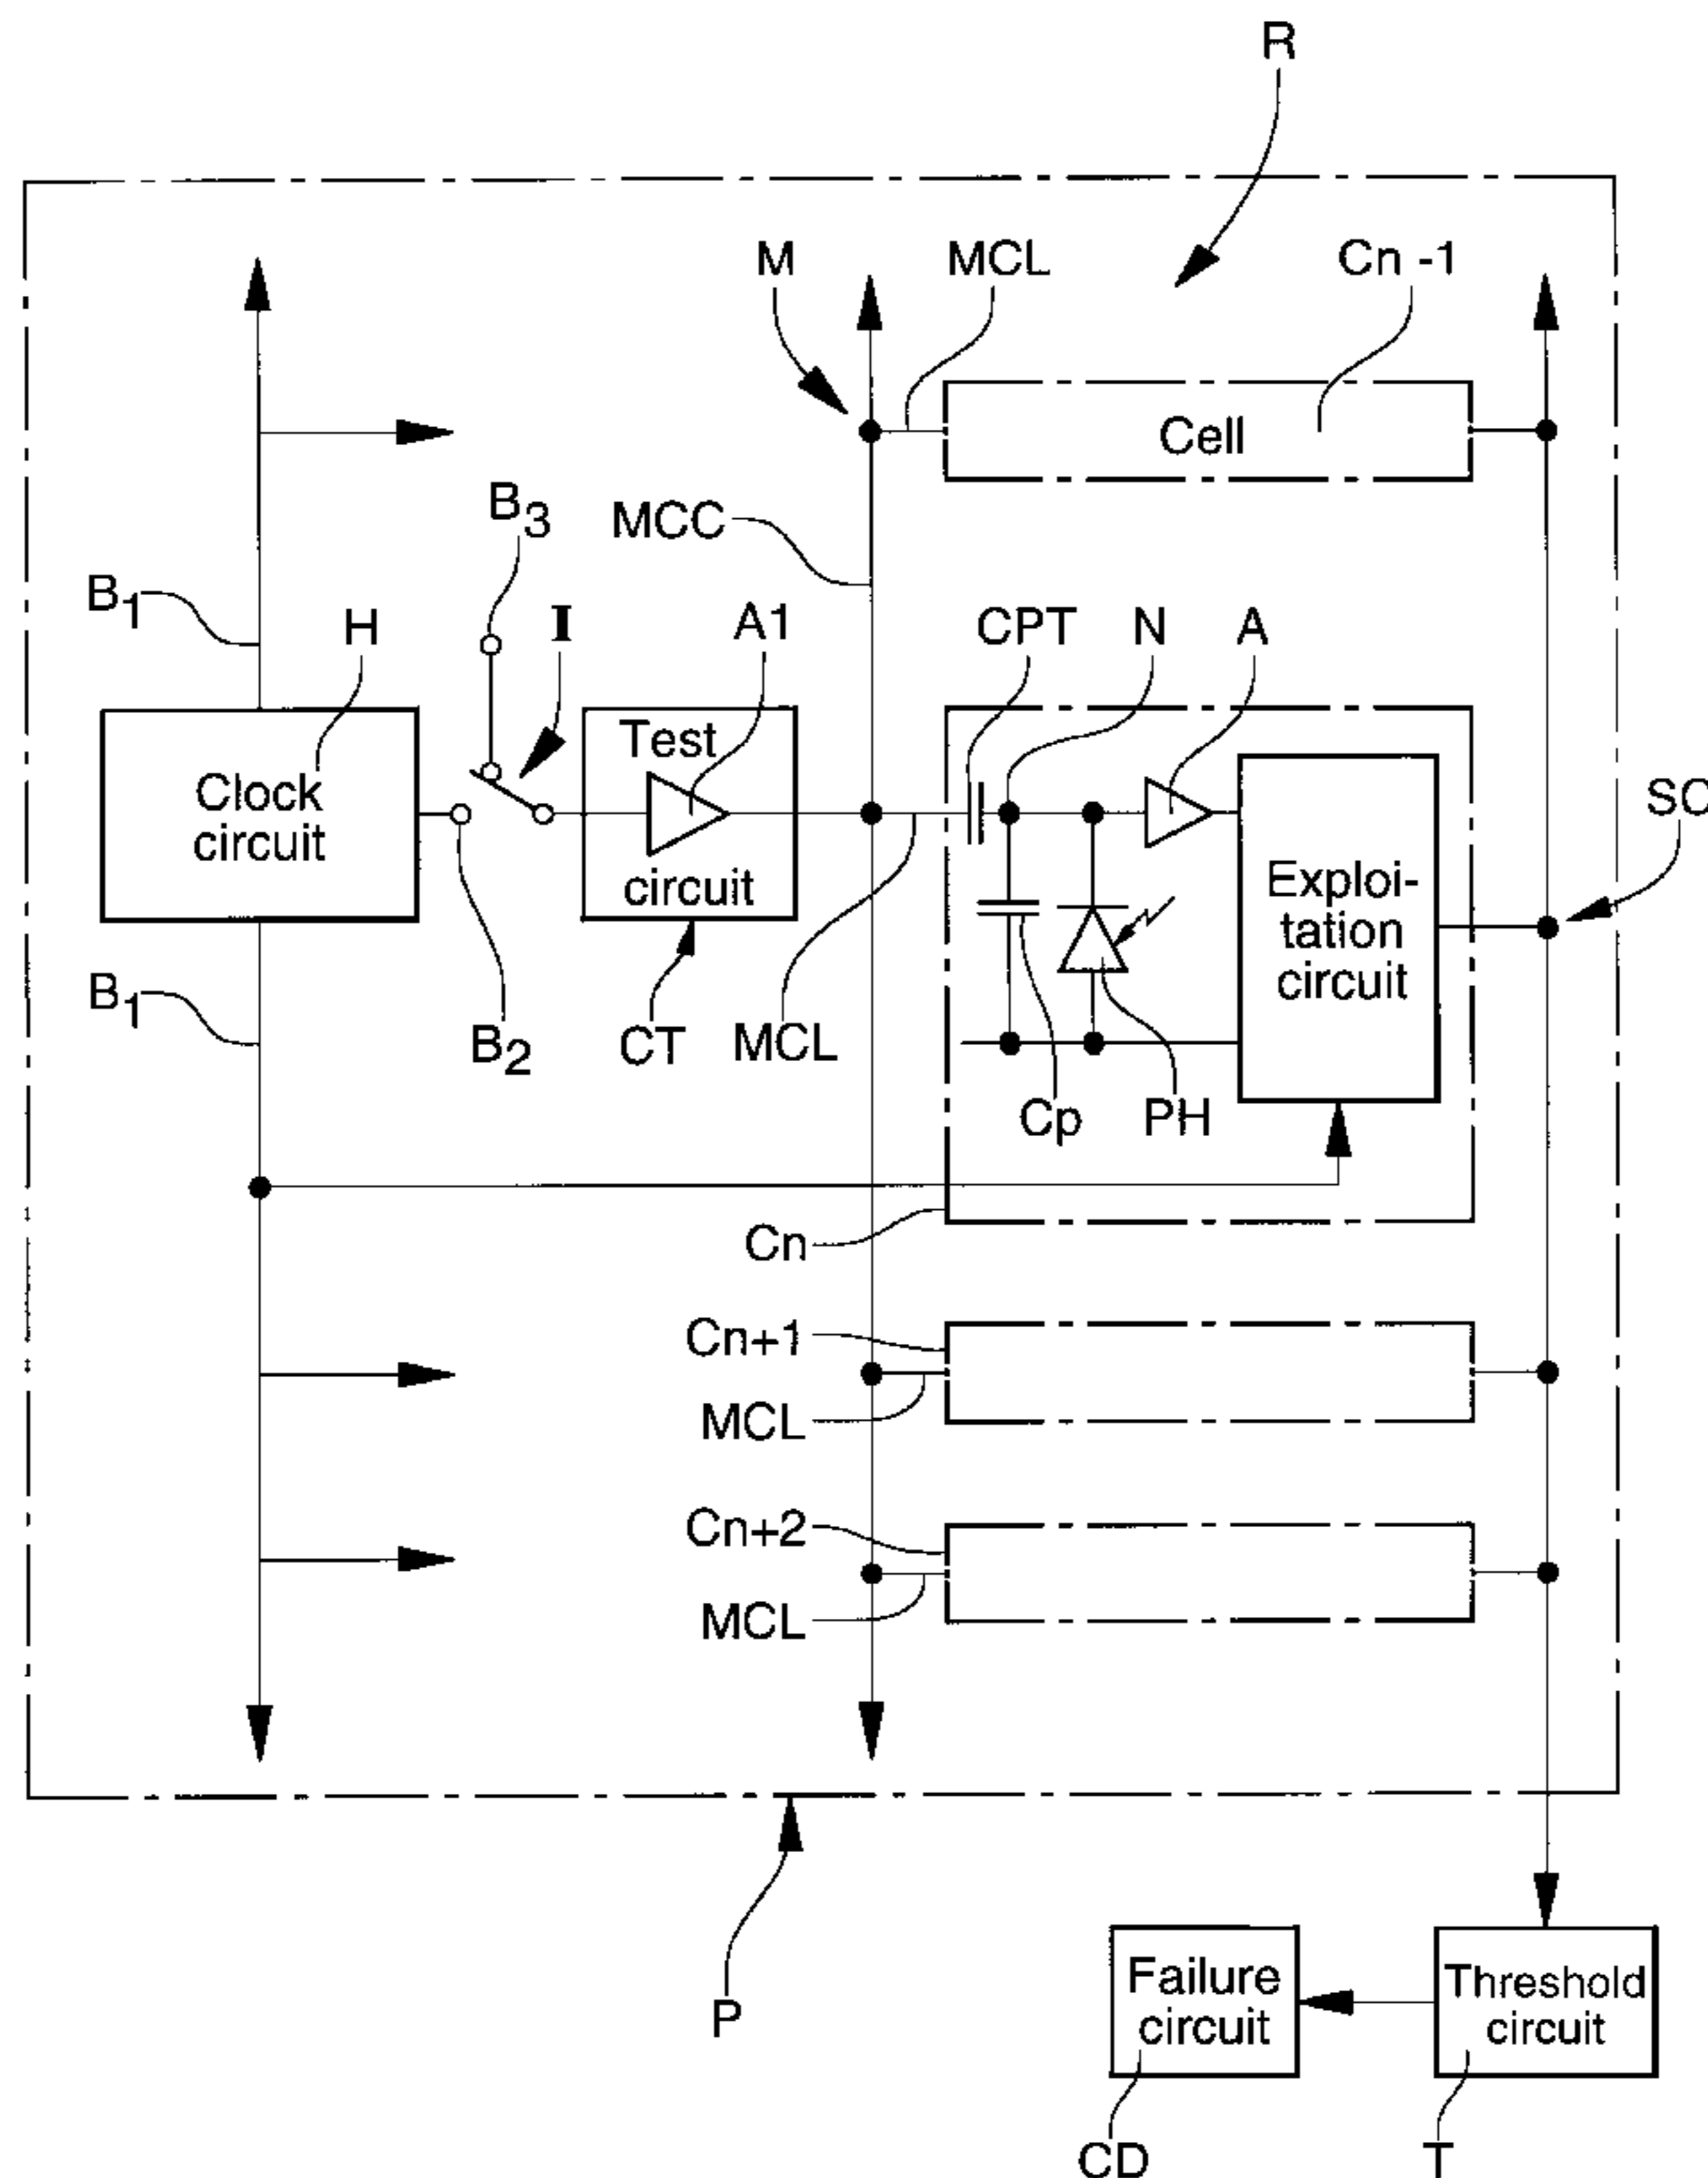 R
M
MCL
Cn -1
Cell
B3
MCC
B1
H
I
A1
CPT
N
A
Clock
circuit
Test
circuit
SO
Exploi-
tation
circuit
B1
B2
CT
MCL
Cp
PH
Cn
Cn+1
MCL
Cn+2
MCL
P
Failure
circuit
Threshold
circuit
CD
T